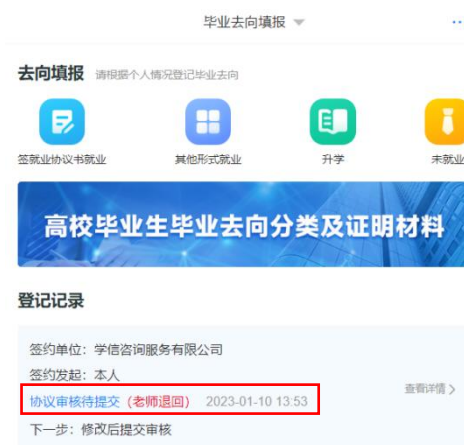 毕业去向填报
去向填报 请根据个人情况登记毕业去向
签就业协议书就业 其他形式就业 升学 未就业
高校毕业生毕业去向分类及证明材料
登记记录
签约单位：学信咨询服务有限公司
签约发起：本人
协议审核待提交（老师退回） 2023-01-10 13:53
查看详情
下一步：修改后提交审核